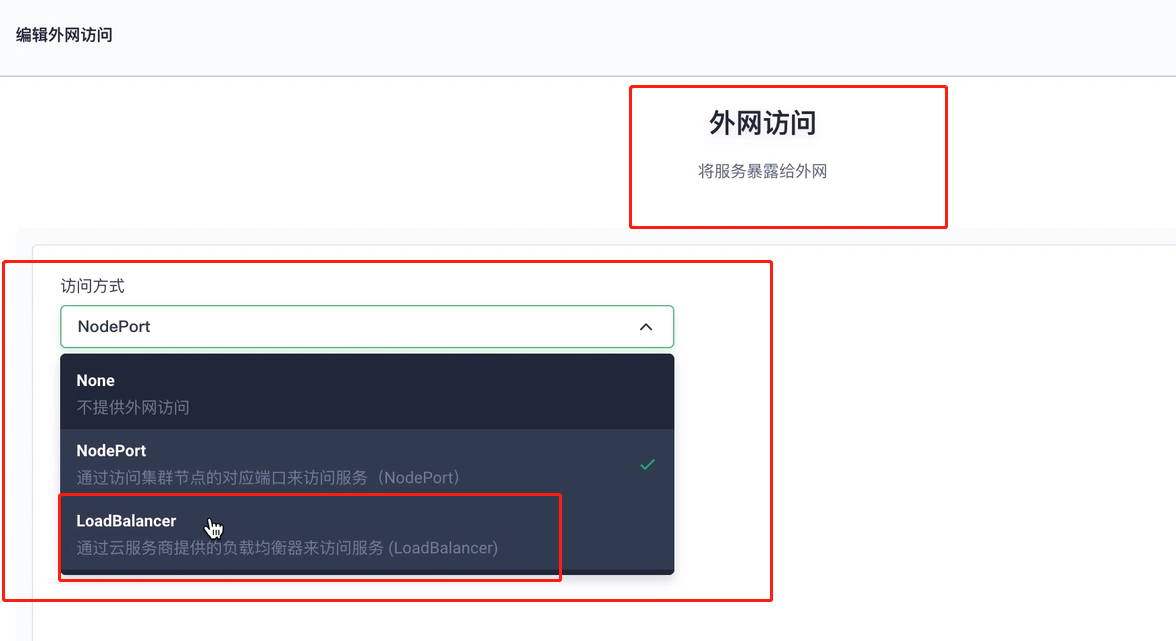 编辑外网访问
外网访问
将服务暴露给外网
访问方式
NodePort
None
不提供外网访问
NodePort
通过访问集群节点的对应端口来访问服务（NodePort）
LoadBalancer
通过云服务商提供的负载均衡器来访问服务 (LoadBalancer)